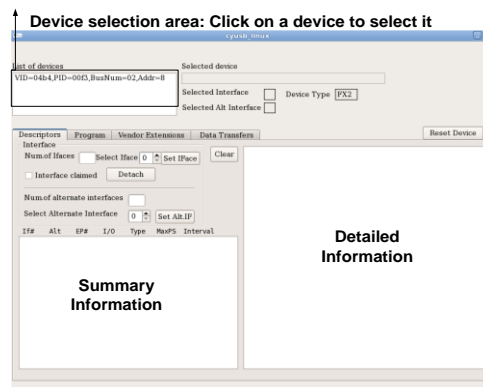 Device selection area: Click on a device to select it
cyusb_linux
List of devices
Selected device
VID=04b4,PID=00f3,BusNum=02,Addr=8
Selected Interface
Device Type FX2
Selected Alt Interface
Descriptors Program Vendor Extensions Data Transfers
Reset Device
Interface
Num.of Ifaces Select Iface 0 Set IFace Clear
Interface claimed Detach
Num.of alternate interfaces
Select Alternate Interface 0 Set Alt.IF
If# Alt EP# I/O Type MaxPS Interval
Summary
Information
Detailed
Information